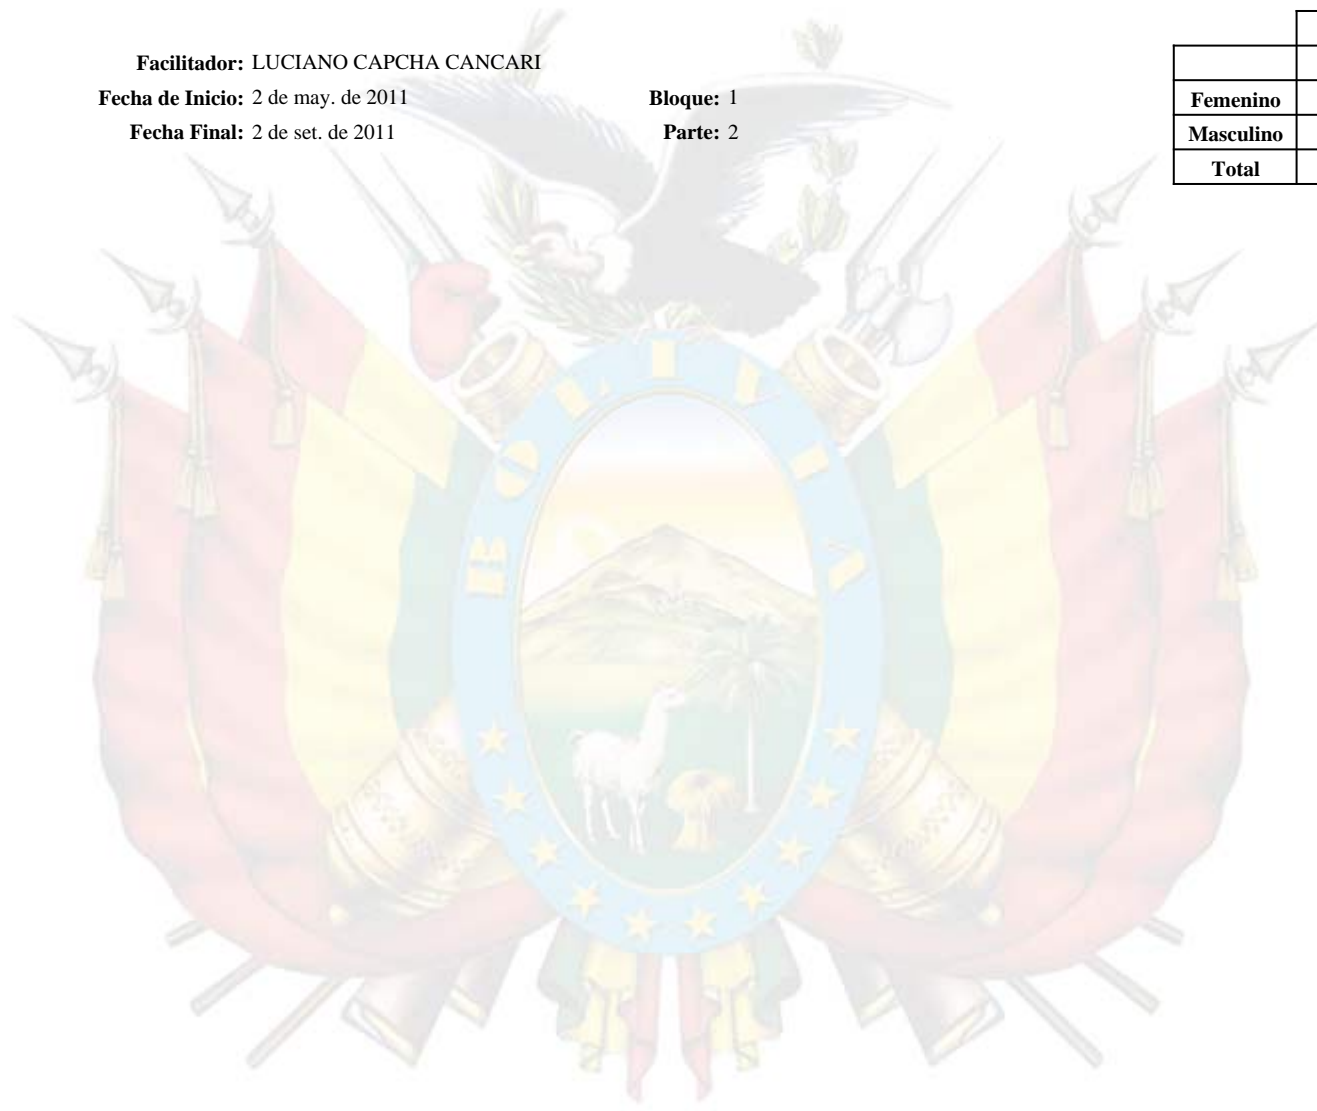 Facilitador: LUCIANO CAPCHA CANCARI
Fecha de Inicio: 2 de may. de 2011 Bloque: 1
Fecha Final: 2 de set. de 2011 Parte: 2
Femenino
Masculino
Total
BOLIVIA